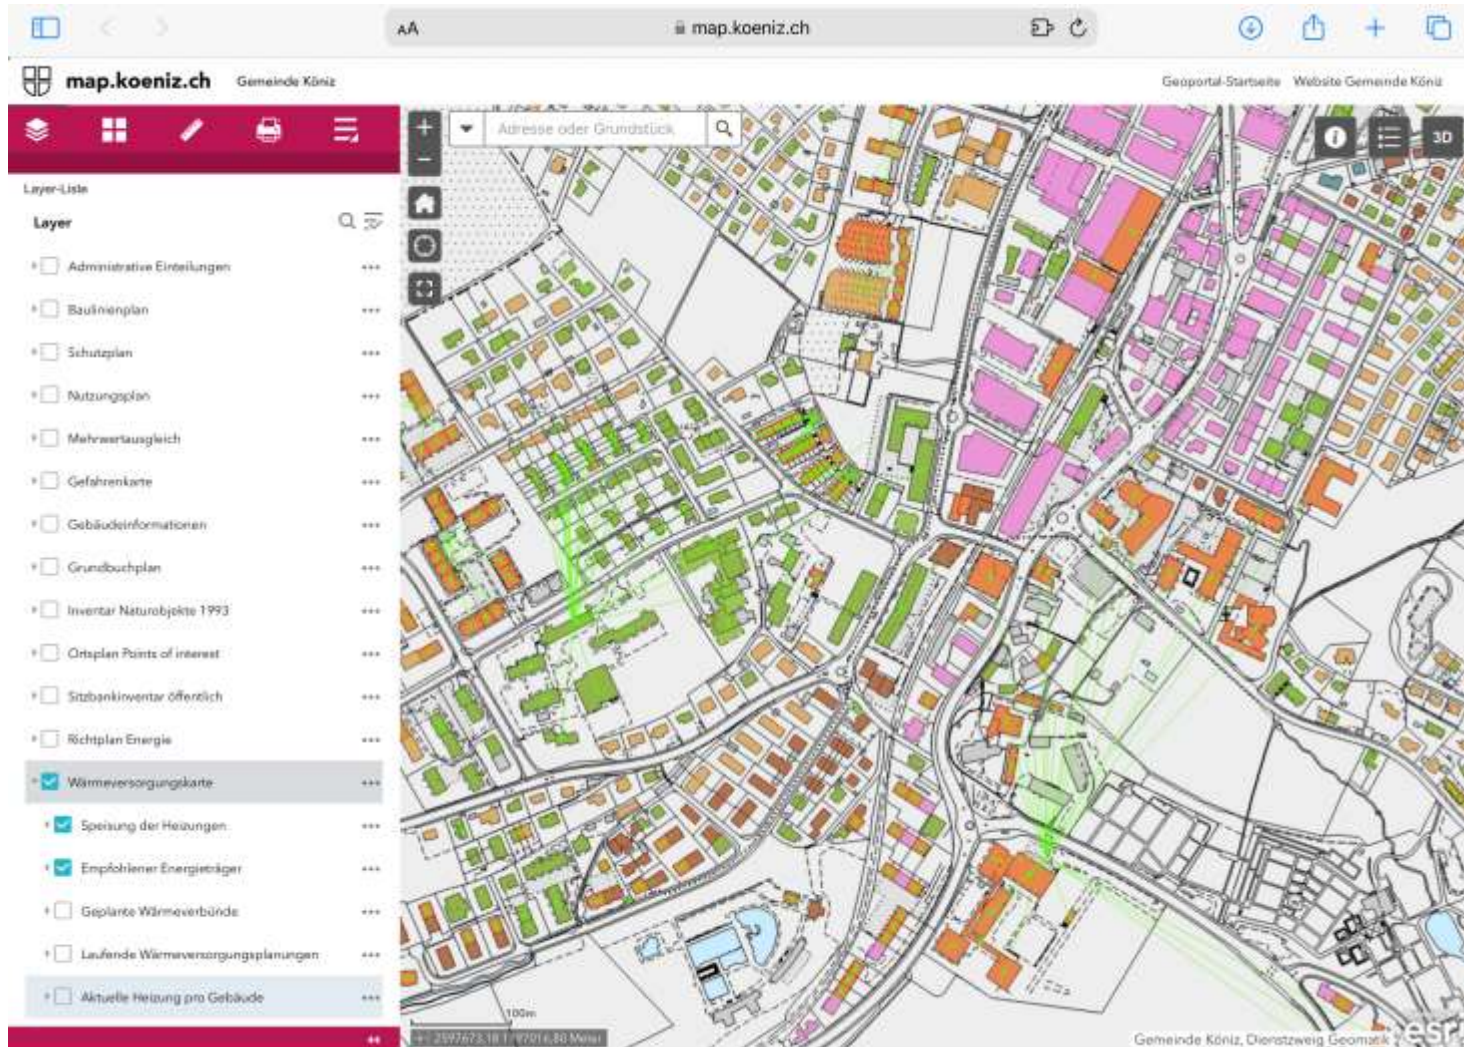 AA
map.koeniz.ch
map.koeniz.ch
Gemeinde Köniz
Geoportal-Startseite
Website Gemeinde Köniz
Adresse oder Grundstück
3D
Layer-Liste
Layer
Administrative Einteilungen
Baulinienplan
Schutzplan
Nutzungsplan
Mehrwertausgleich
Gefahrenkarte
Gebäudeinformationen
Grundbuchplan
Inventar Naturobjekte 1993
Ortsplan Points of interest
Sitzbankinventar öffentlich
Richtplan Energie
Wärmeversorgungskarte
Speisung der Heizungen
Empfohlener Energieträger
Geplante Wärmeverbünde
Laufende Wärmeversorgungsplanungen
Aktuelle Heizung pro Gebäude
100m
Meter
Gemeinde Köniz, Dienstzweig Geomatik
esri